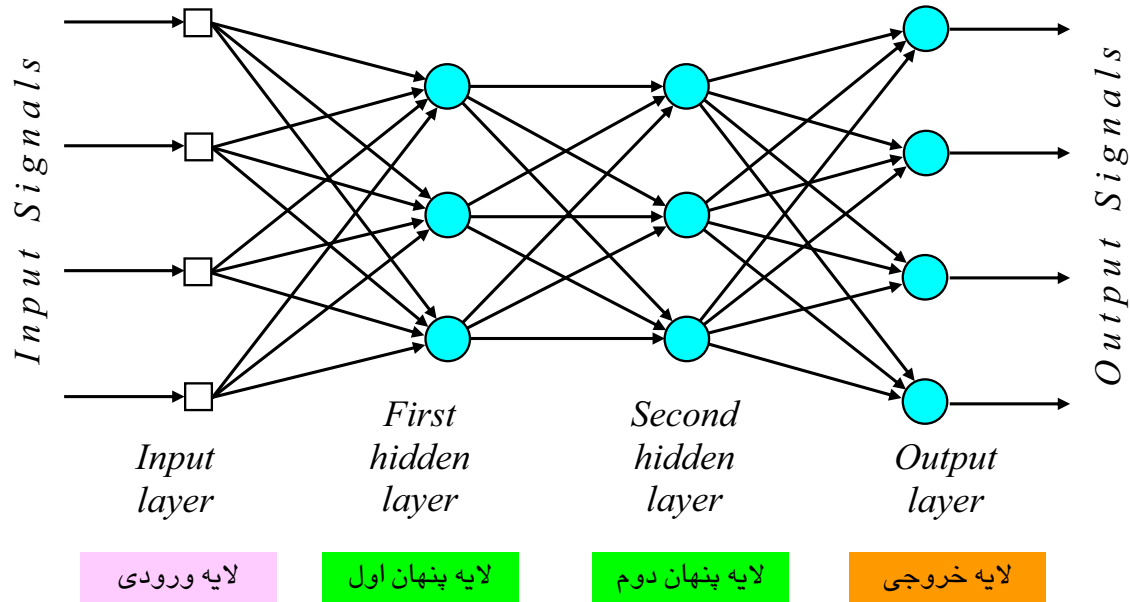 Input Signals
Output Signals
Input
layer
First
hidden
layer
Second
hidden
layer
Output
layer
لایه ورودی
لایه پنهان اول
لایه پنهان دوم
لایه خروجی